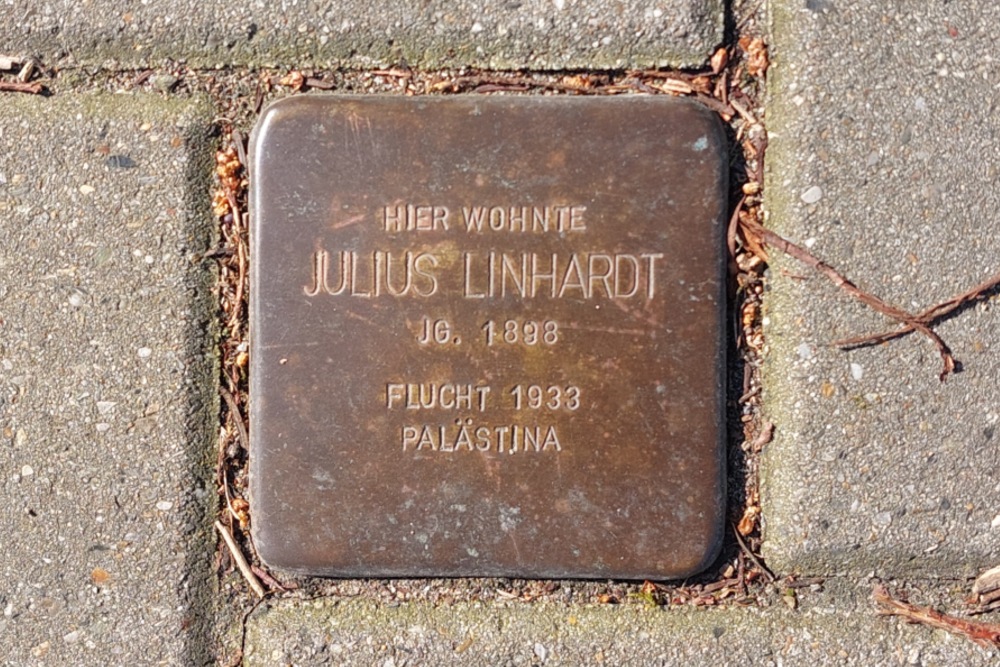 HIER WOHNTE
JULIUS LINHARDT
JG. 1898
FLUCHT 1933
PALÄSTINA